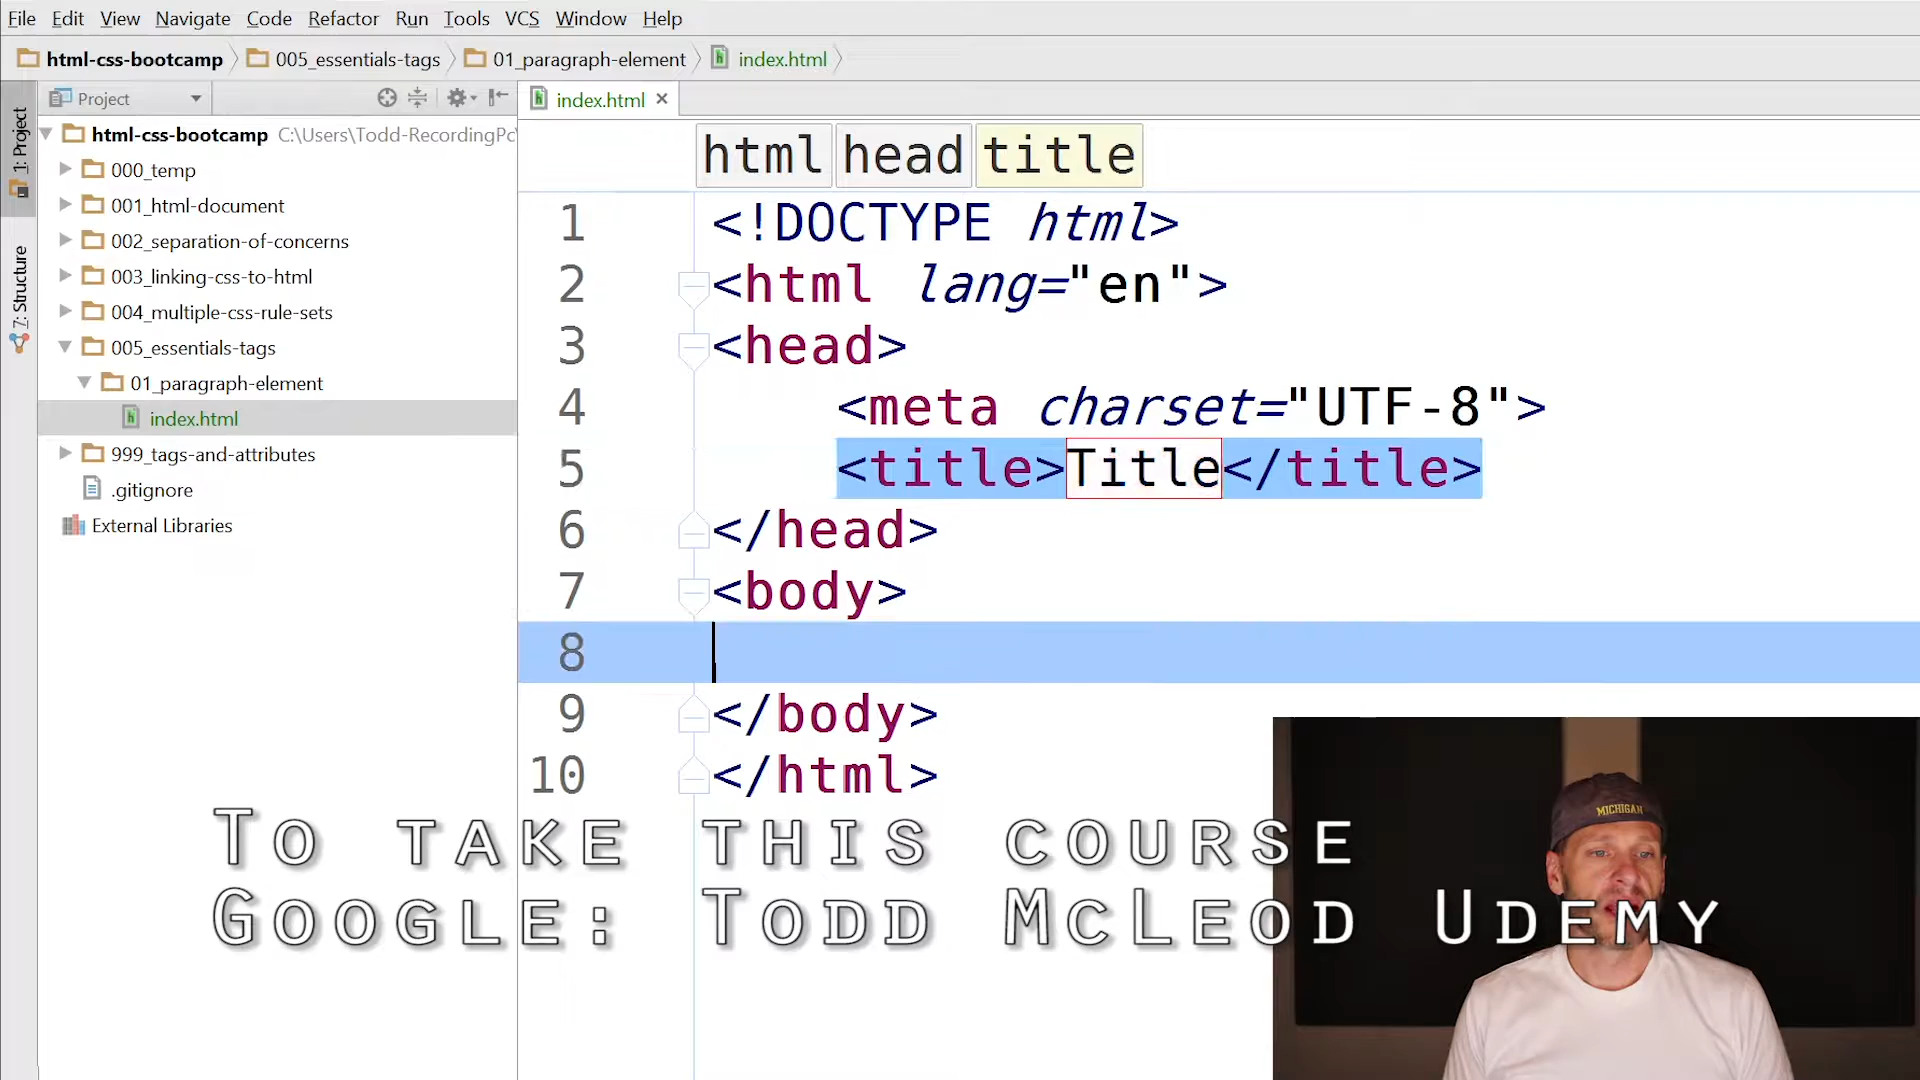 File Edit View Navigate Code Refactor Run Tools VCS Window Help
html-css-bootcamp 005_essentials-tags 01_paragraph-element index.html
Project
index.html
1: Project
7: Structure
html-css-bootcamp C:\Users\Todd-RecordingPc\
000_temp
001_html-document
002_separation-of-concerns
003_linking-css-to-html
004_multiple-css-rule-sets
005_essentials-tags
01_paragraph-element
index.html
999_tags-and-attributes
.gitignore
External Libraries
html head title
1 <!DOCTYPE html>
2 <html lang="en">
3 <head>
4 <meta charset="UTF-8">
5 <title>Title</title>
6 </head>
7 <body>
8
9 </body>
10 </html>
MICHIGAN
To take this course
Google: Todd McLeod Udemy